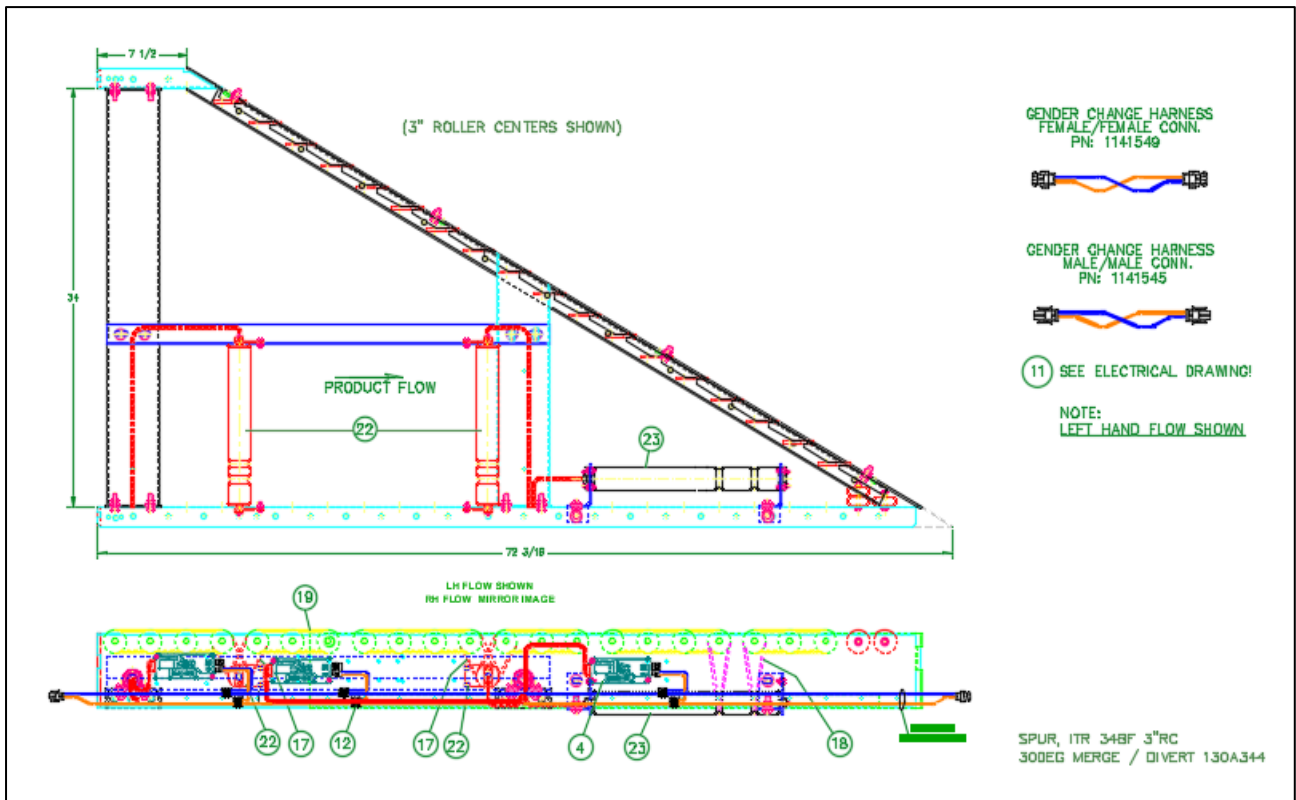 7 1/2
(3" ROLLER CENTERS SHOWN)
34
PRODUCT FLOW
22
23
72 3/16
GENDER CHANGE HARNESS
FEMALE/FEMALE CONN.
PN: 1141549
GENDER CHANGE HARNESS
MALE/MALE CONN.
PN: 1141545
11 SEE ELECTRICAL DRAWING!
NOTE:
LEFT HAND FLOW SHOWN
LH FLOW SHOWN
RH FLOW MIRROR IMAGE
19
22
17
12
17
22
4
23
18
SPUR, ITR 34BF 3"RC
30DEG MERGE / DIVERT 130A344